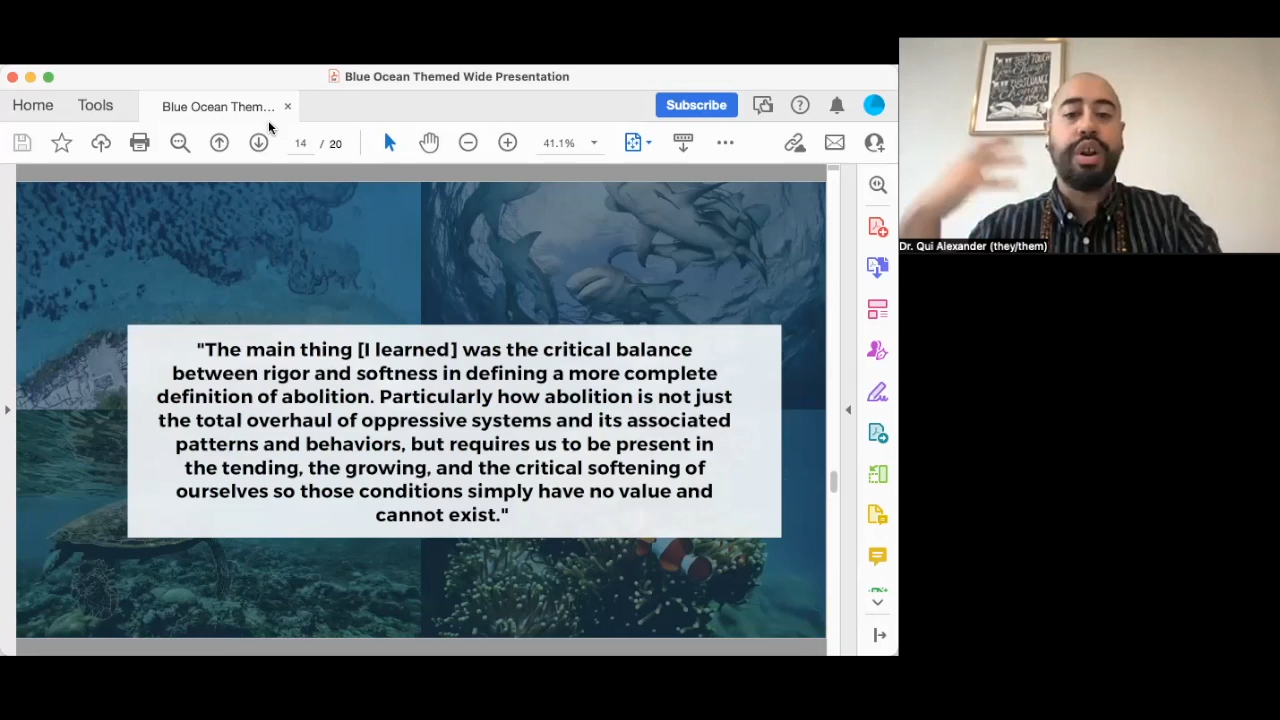 Blue Ocean Themed Wide Presentation
Home Tools Blue Ocean Them... × Subscribe
14 / 20 41.1%
"The main thing [I learned] was the critical balance
between rigor and softness in defining a more complete
definition of abolition. Particularly how abolition is not just
the total overhaul of oppressive systems and its associated
patterns and behaviors, but requires us to be present in
the tending, the growing, and the critical softening of
ourselves so those conditions simply have no value and
cannot exist."
TOUCH
CHANGE
Dr. Qui Alexander (they/them)